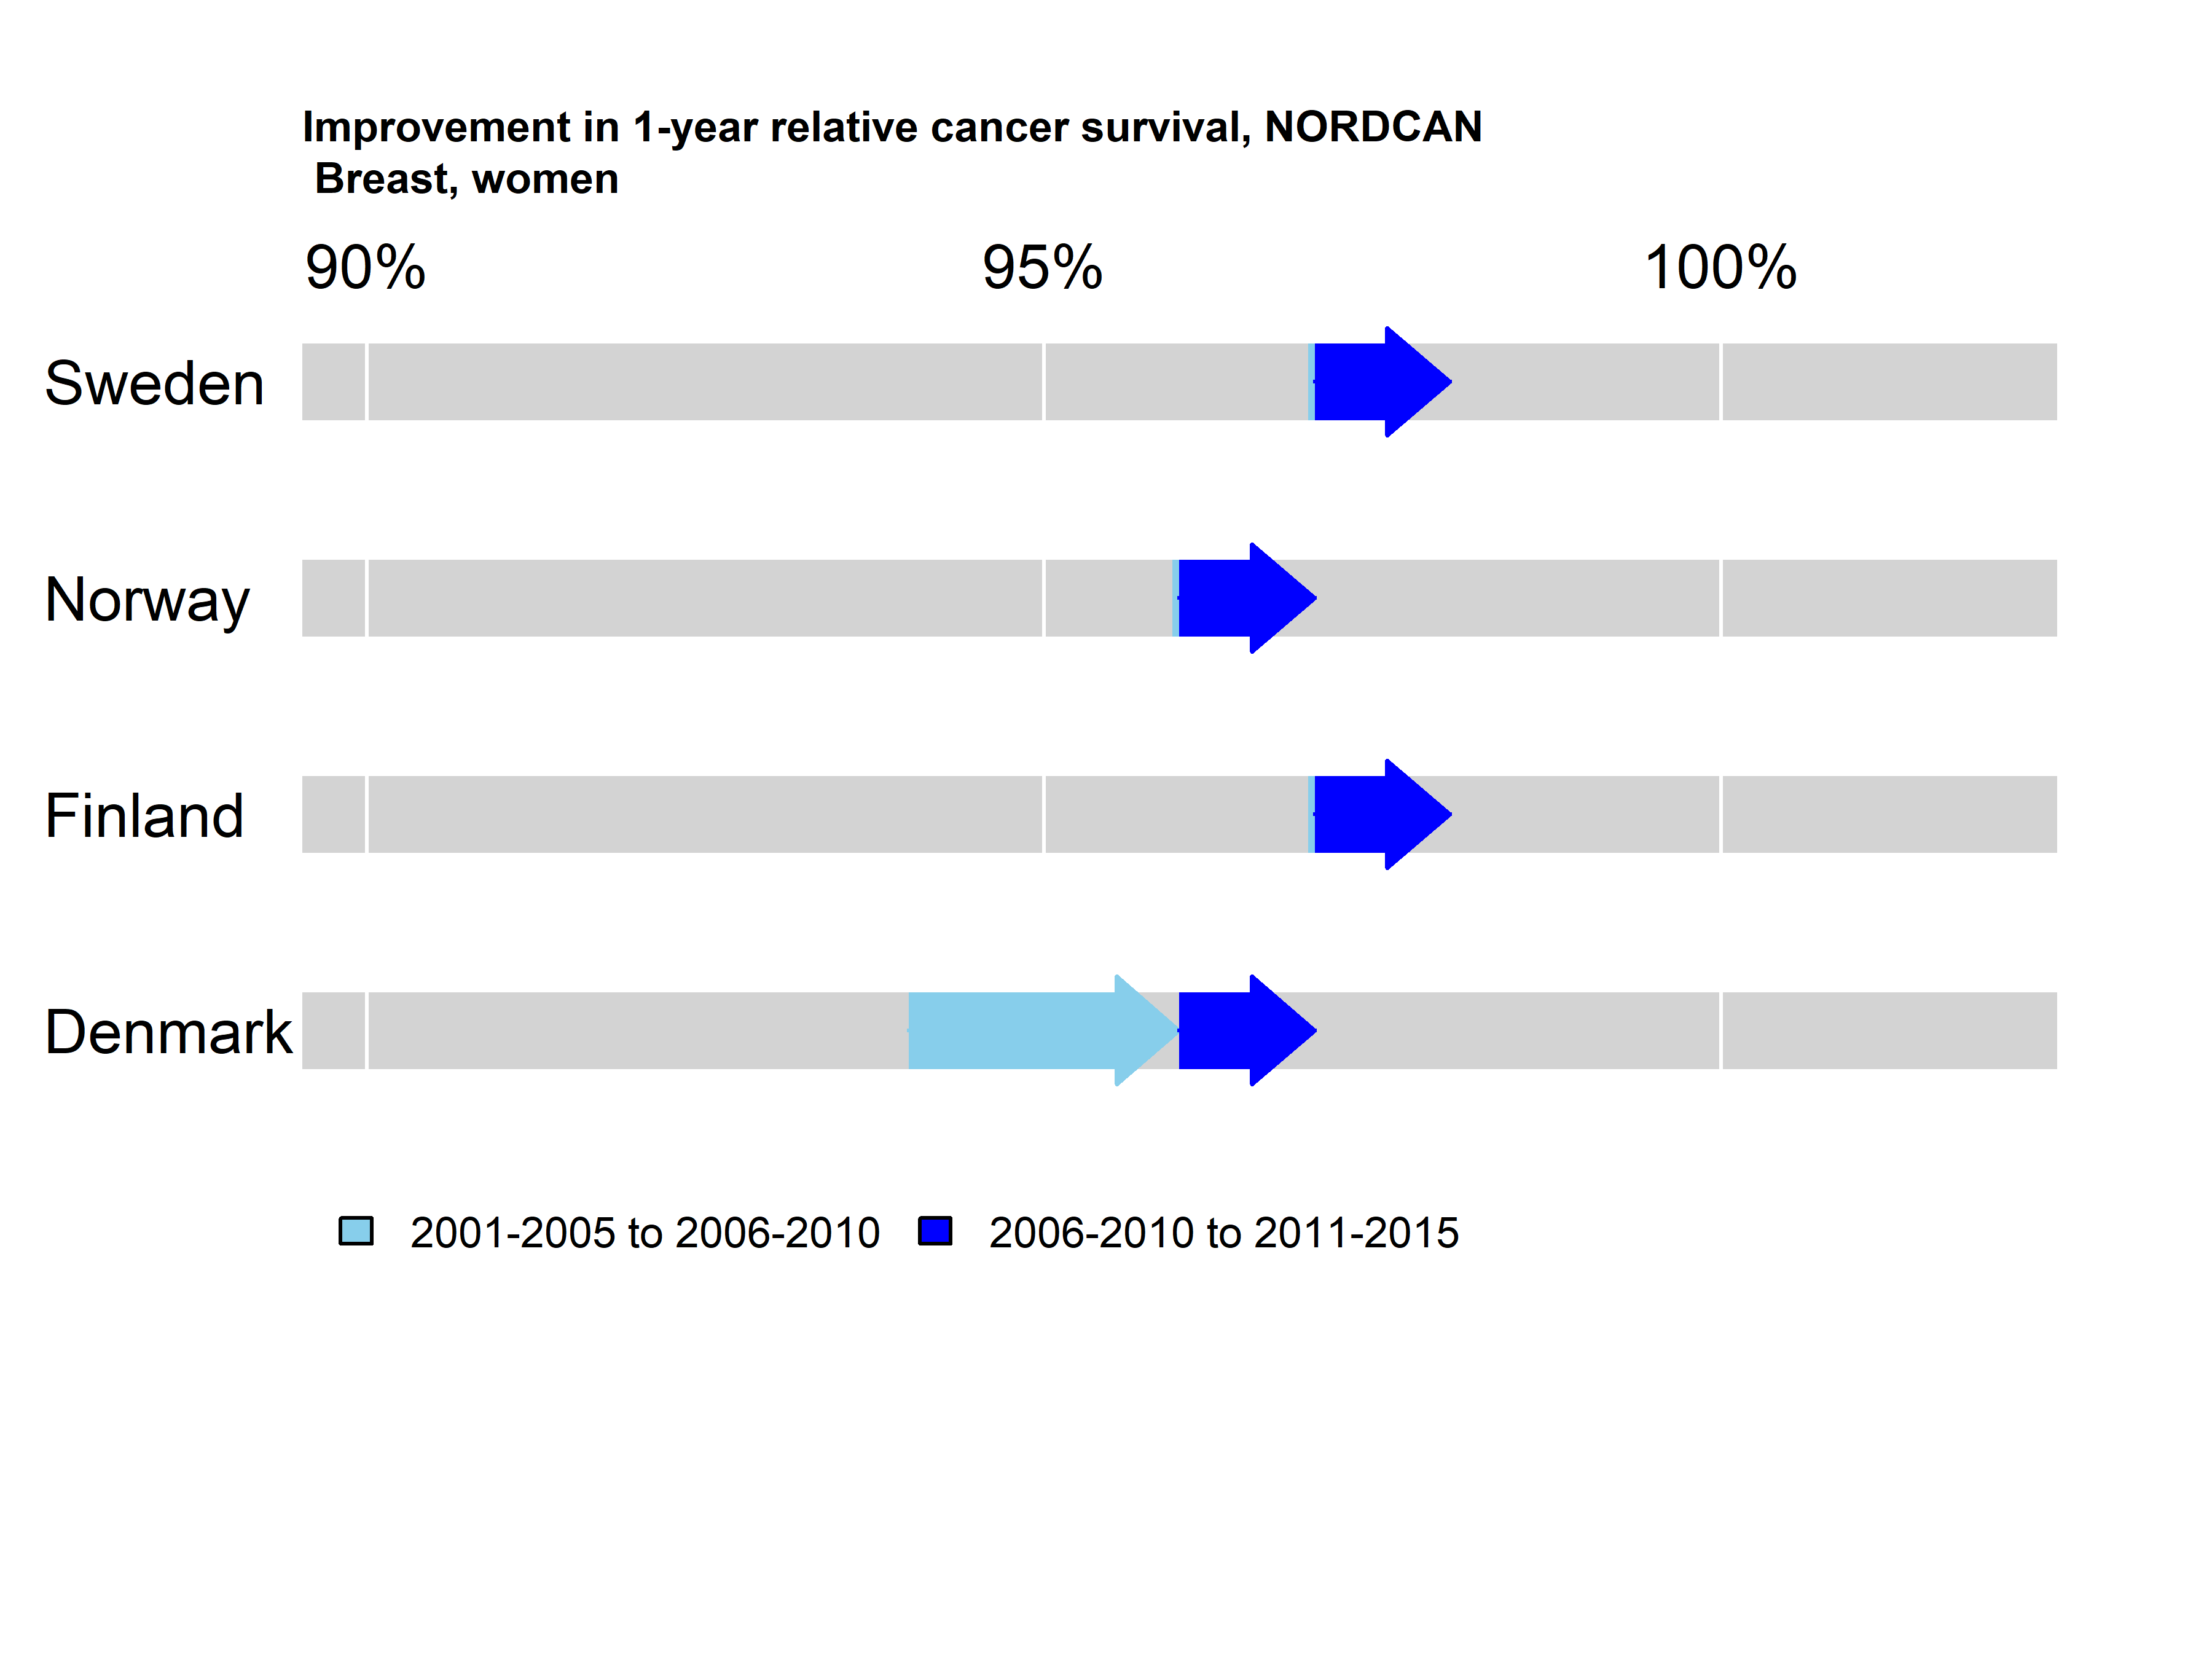 Improvement in 1-year relative cancer survival, NORDCAN
Breast, women
90% 95% 100%
Sweden
Norway
Finland
Denmark
2001-2005 to 2006-2010 2006-2010 to 2011-2015